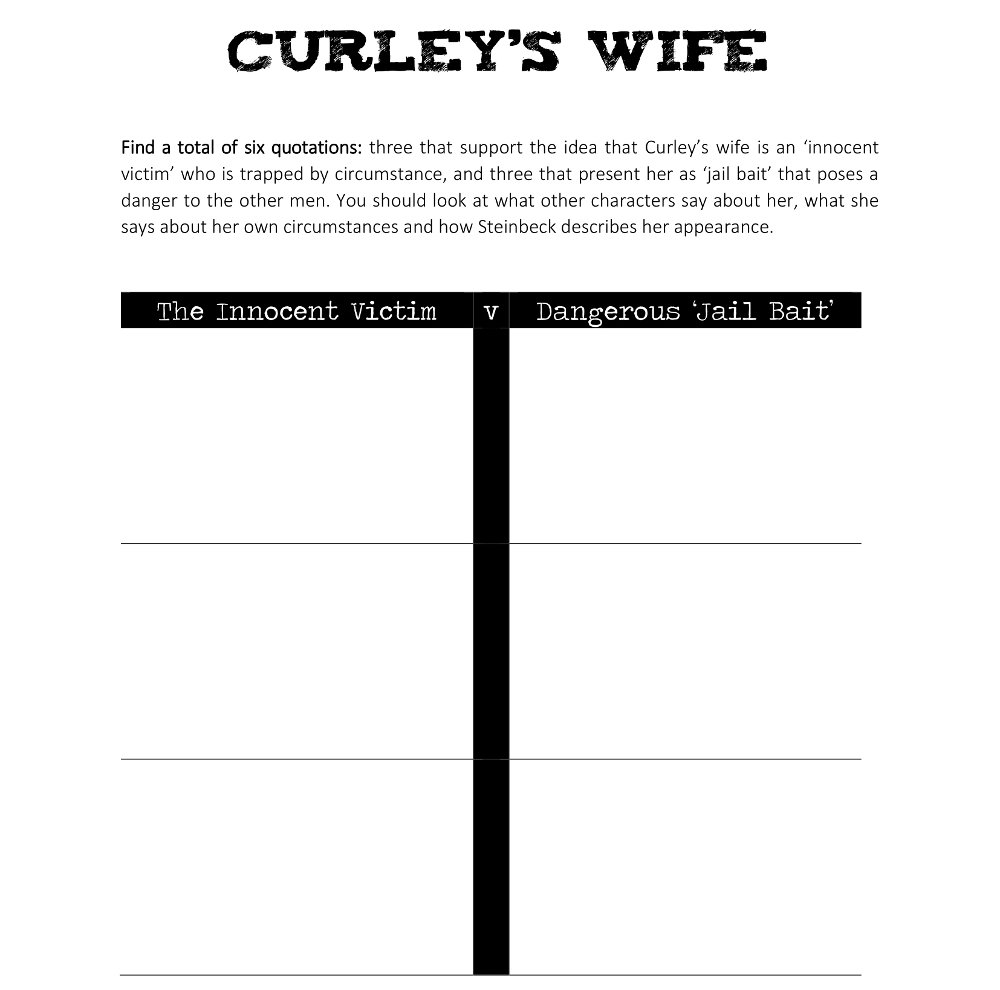 CURLEY’S WIFE
Find a total of six quotations: three that support the idea that Curley’s wife is an ‘innocent
victim’ who is trapped by circumstance, and three that present her as ‘jail bait’ that poses a
danger to the other men. You should look at what other characters say about her, what she
says about her own circumstances and how Steinbeck describes her appearance.
The Innocent Victim v Dangerous ‘Jail Bait’